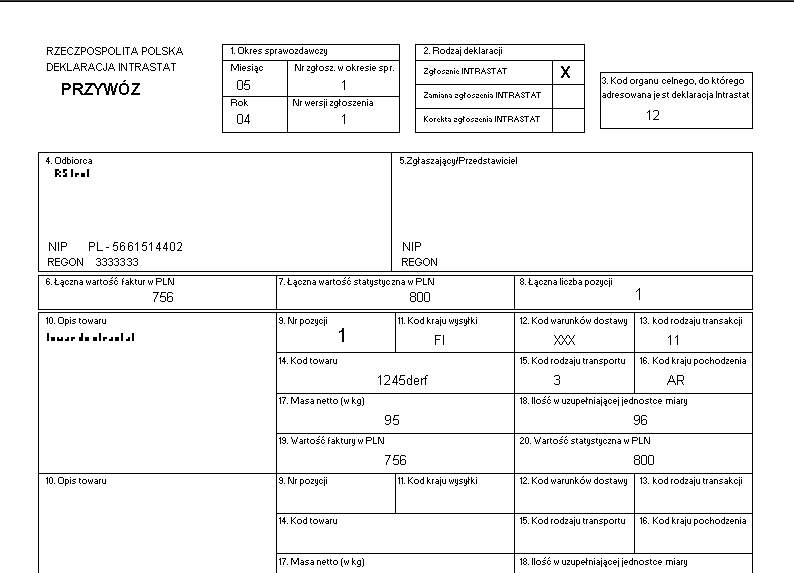 RZECZPOSPOLITA POLSKA
DEKLARACJA INTRASTAT
PRZYWÓZ
1. Okres sprawozdawczy
Miesiąc Nr zgłosz. w okresie spr.
05 1
Rok Nr wersji zgłoszenia
04 1
2. Rodzaj deklaracji
Zgłosznie INTRASTAT X
Zamiana zgłoszenia INTRASTAT
Korekta zgłoszenia INTRASTAT
3. Kod organu celnego, do którego
adresowana jest deklaracja Intrastat
12
4. Odbiorca
NIP PL - 5661514402
REGON 3333333
5.Zgłaszający/Przedstawiciel
NIP
REGON
6. Łączna wartość faktur w PLN
756
7. Łączna wartość statystyczna w PLN
800
8. Łączna liczba pozycji
1
10. Opis towaru
9. Nr pozycji
1
11. Kod kraju wysyłki
FI
12. Kod warunków dostawy
XXX
13. kod rodzaju transakcji
11
14. Kod towaru
1245derf
15. Kod rodzaju transportu
3
16. Kod kraju pochodzenia
AR
17. Masa netto (w kg)
95
18. Ilość w uzupełniającej jednostce miary
96
19. Wartość faktury w PLN
756
20. Wartość statystyczna w PLN
800
10. Opis towaru
9. Nr pozycji
11. Kod kraju wysyłki
12. Kod warunków dostawy
13. kod rodzaju transakcji
14. Kod towaru
15. Kod rodzaju transportu
16. Kod kraju pochodzenia
17. Masa netto (w kg)
18. Ilość w uzupełniającej jednostce miary